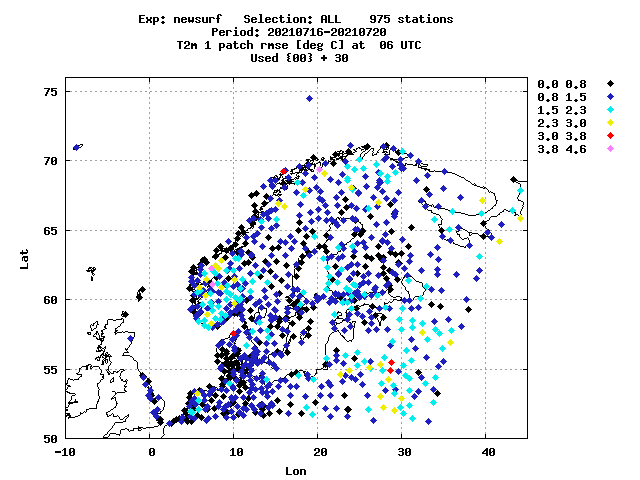 Exp: newsurf   Selection: ALL    975 stations
Period: 20210716-20210720
T2m 1 patch rmse [deg C] at  06 UTC
Used {00} + 30
0.0 0.8
0.8 1.5
1.5 2.3
2.3 3.0
3.0 3.8
3.8 4.6
75
70
65
60
55
50
Lat
-10 0 10 20 30 40
Lon